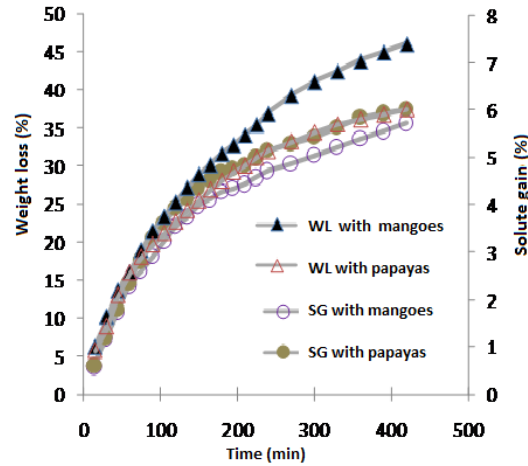 50
45
40
35
30
25
20
15
10
5
0
Weight loss (%)
8
7
6
5
4
3
2
1
0
Solute gain (%)
WL with mangoes
WL with papayas
SG with mangoes
SG with papayas
0 100 200 300 400 500
Time (min)